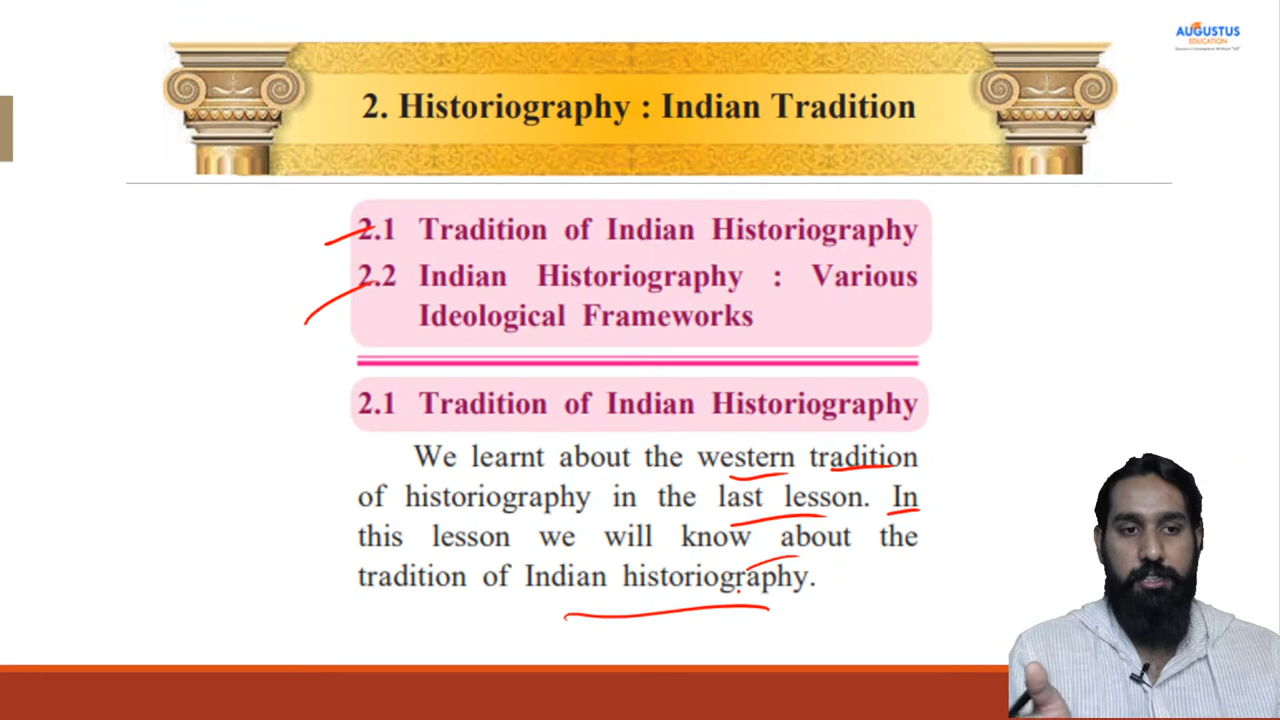 AUGUSTUS
EDUCATION
2. Historiography : Indian Tradition
2.1 Tradition of Indian Historiography
2.2 Indian Historiography : Various
Ideological Frameworks
2.1 Tradition of Indian Historiography
We learnt about the western tradition
of historiography in the last lesson. In
this lesson we will know about the
tradition of Indian historiography.